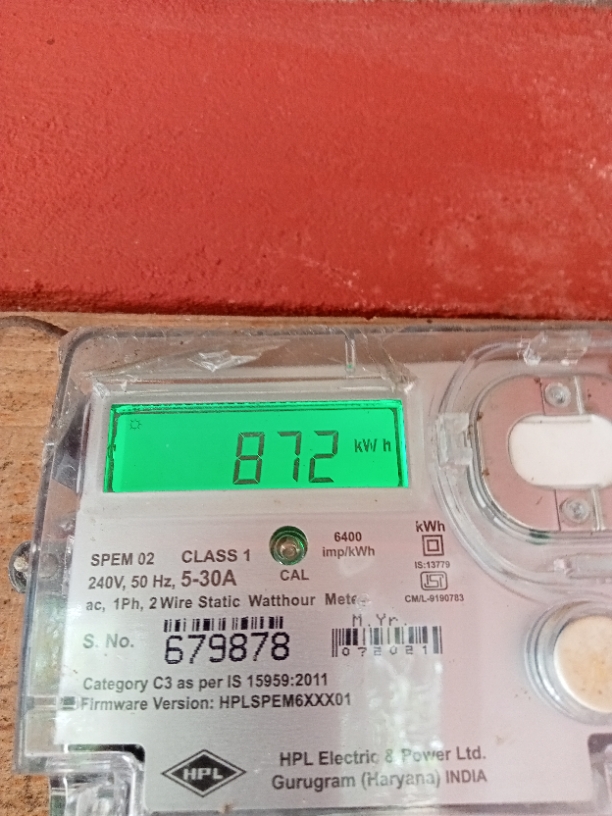 872 kW h
6400
imp/kWh
kWh
SPEM 02 CLASS 1
240V, 50 Hz, 5-30A
CAL
IS:13779
ISI
CM/L-9190783
ac, 1Ph, 2 Wire Static Watthour Meter
M.Yr.
S. No. 679878
072021
Category C3 as per IS 15959:2011
Firmware Version: HPLSPEM6XXX01
HPL
HPL Electric & Power Ltd.
Gurugram (Haryana) INDIA